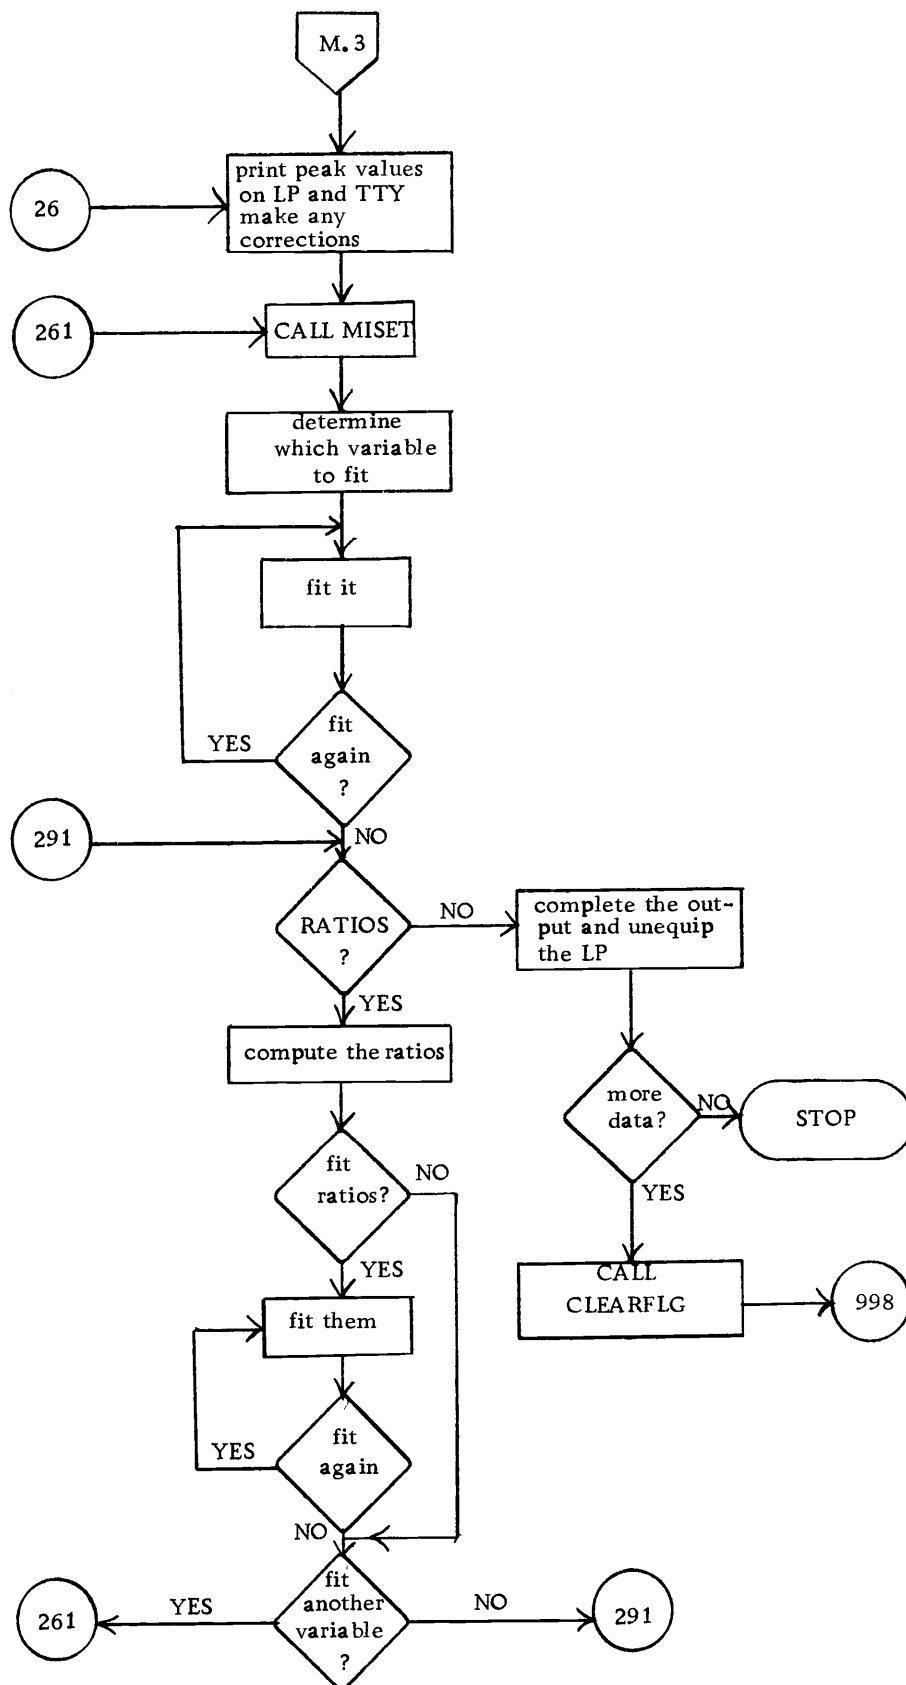 M. 3
print peak values
on LP and TTY
make any
corrections
26
261
CALL MISET
determine
which variable
to fit
fit it
fit
again
?
YES
NO
291
RATIOS
?
NO
complete the out-
put and unequip
the LP
YES
compute the ratios
more
data?
NO
STOP
YES
CALL
CLEARFLG
998
fit
ratios?
NO
YES
fit them
fit
again
YES
NO
fit
another
variable
?
YES
261
NO
291